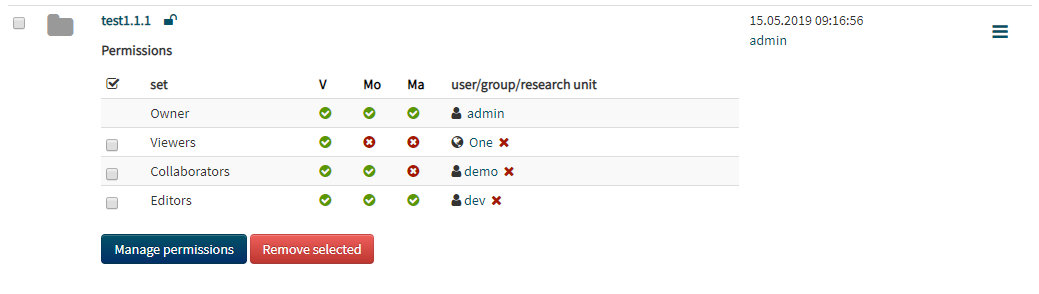 test1.1.1 15.05.2019 09:16:56
admin
Permissions
set V Mo Ma user/group/research unit
Owner admin
Viewers One
Collaborators demo
Editors dev
Manage permissions Remove selected